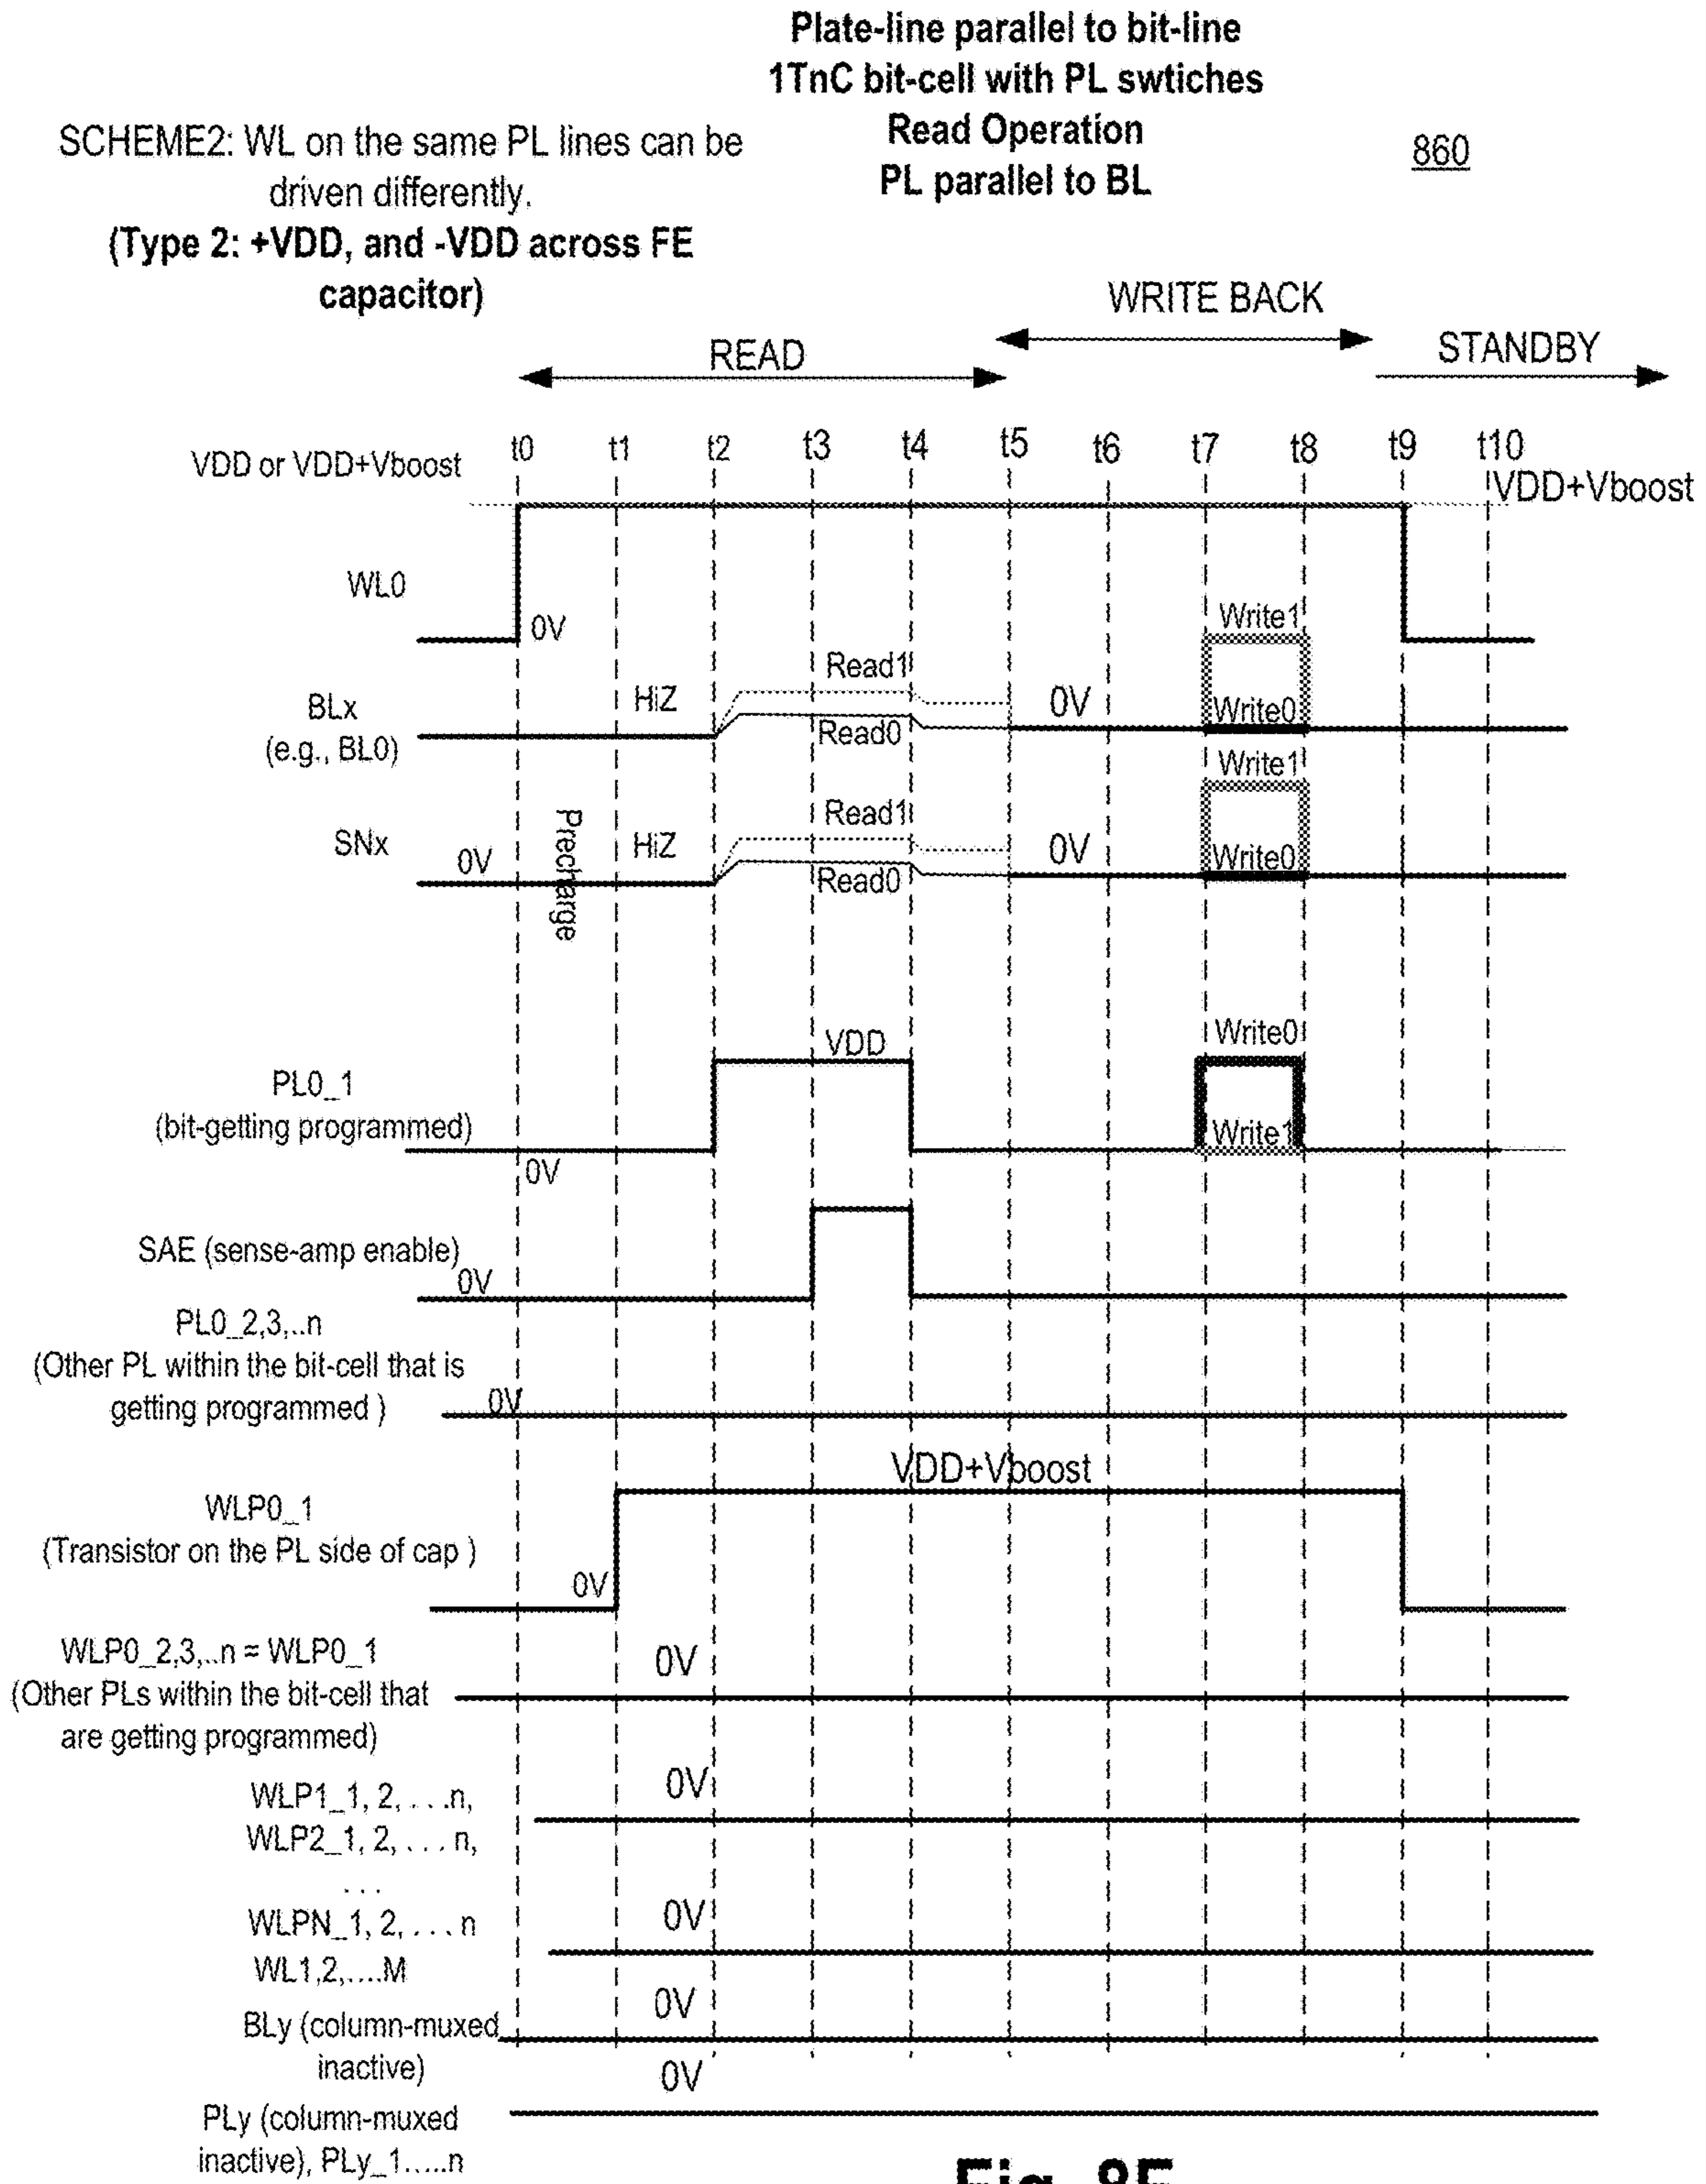 Plate-line parallel to bit-line
1TnC bit-cell with PL swtiches
Read Operation
PL parallel to BL
860
SCHEME2: WL on the same PL lines can be
driven differently.
(Type 2: +VDD, and -VDD across FE
capacitor)
WRITE BACK
READ
STANDBY
t0 t1 t2 t3 t4 t5 t6 t7 t8 t9 t10
VDD or VDD+Vboost
VDD+Vboost
WL0
0V
Write1
Read1
HiZ
0V
BLx
(e.g., BL0)
Read0
Write0
Write1
Read1
SNx
0V
Precharge
HiZ
0V
Read0
Write0
Write0
VDD
PL0_1
(bit-getting programmed)
Write1
0V
SAE (sense-amp enable)
0V
PL0_2,3,..n
(Other PL within the bit-cell that is
getting programmed )
0V
VDD+Vboost
WLP0_1
(Transistor on the PL side of cap )
0V
WLP0_2,3,..n = WLP0_1
(Other PLs within the bit-cell that
are getting programmed)
0V
WLP1_1, 2, . . .n,
0V
WLP2_1, 2, . . . n,
. . .
WLPN_1, 2, . . . n
0V
WL1,2,....M
0V
BLy (column-muxed
inactive)
0V
PLy (column-muxed
inactive), PLy_1.....n